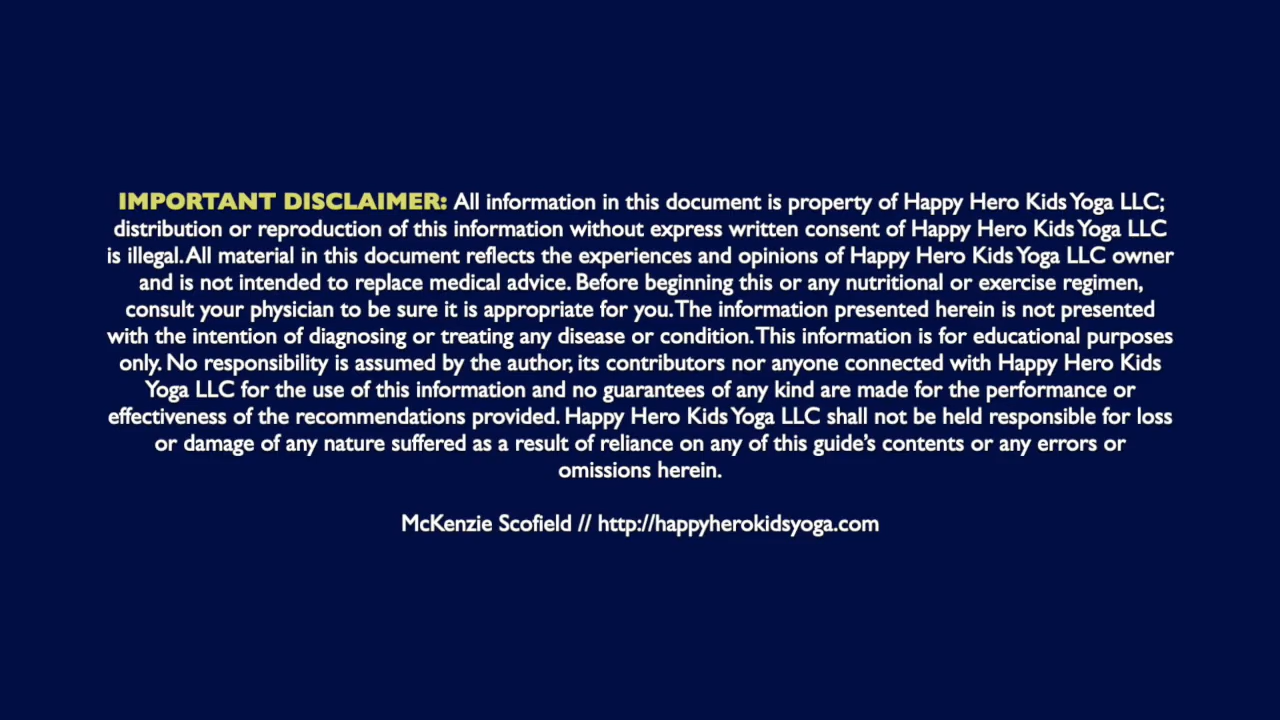 IMPORTANT DISCLAIMER: All information in this document is property of Happy Hero Kids Yoga LLC;
distribution or reproduction of this information without express written consent of Happy Hero Kids Yoga LLC
is illegal. All material in this document reflects the experiences and opinions of Happy Hero Kids Yoga LLC owner
and is not intended to replace medical advice. Before beginning this or any nutritional or exercise regimen,
consult your physician to be sure it is appropriate for you. The information presented herein is not presented
with the intention of diagnosing or treating any disease or condition. This information is for educational purposes
only. No responsibility is assumed by the author, its contributors nor anyone connected with Happy Hero Kids
Yoga LLC for the use of this information and no guarantees of any kind are made for the performance or
effectiveness of the recommendations provided. Happy Hero Kids Yoga LLC shall not be held responsible for loss
or damage of any nature suffered as a result of reliance on any of this guide's contents or any errors or
omissions herein.
McKenzie Scofield // http://happyherokidsyoga.com